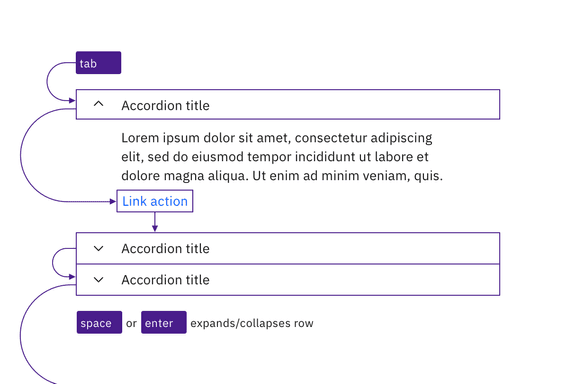 tab
Accordion title
Lorem ipsum dolor sit amet, consectetur adipiscing
elit, sed do eiusmod tempor incididunt ut labore et
dolore magna aliqua. Ut enim ad minim veniam, quis.
Link action
Accordion title
Accordion title
space or enter expands/collapses row